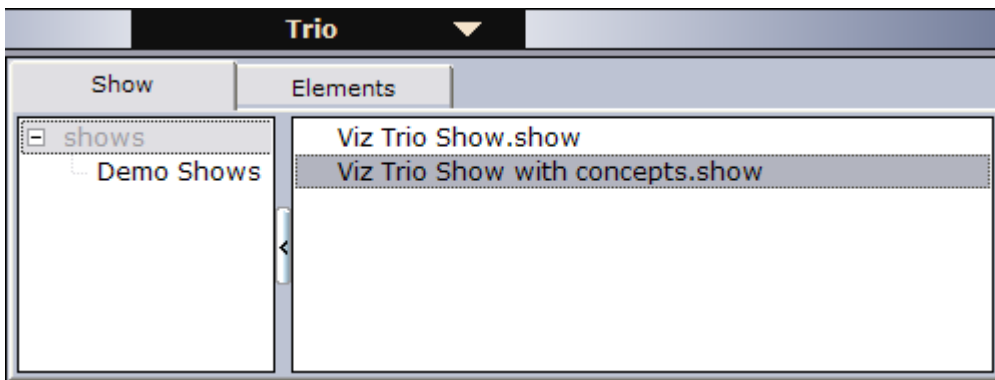 Trio
Show
Elements
shows
Demo Shows
Viz Trio Show.show
Viz Trio Show with concepts.show